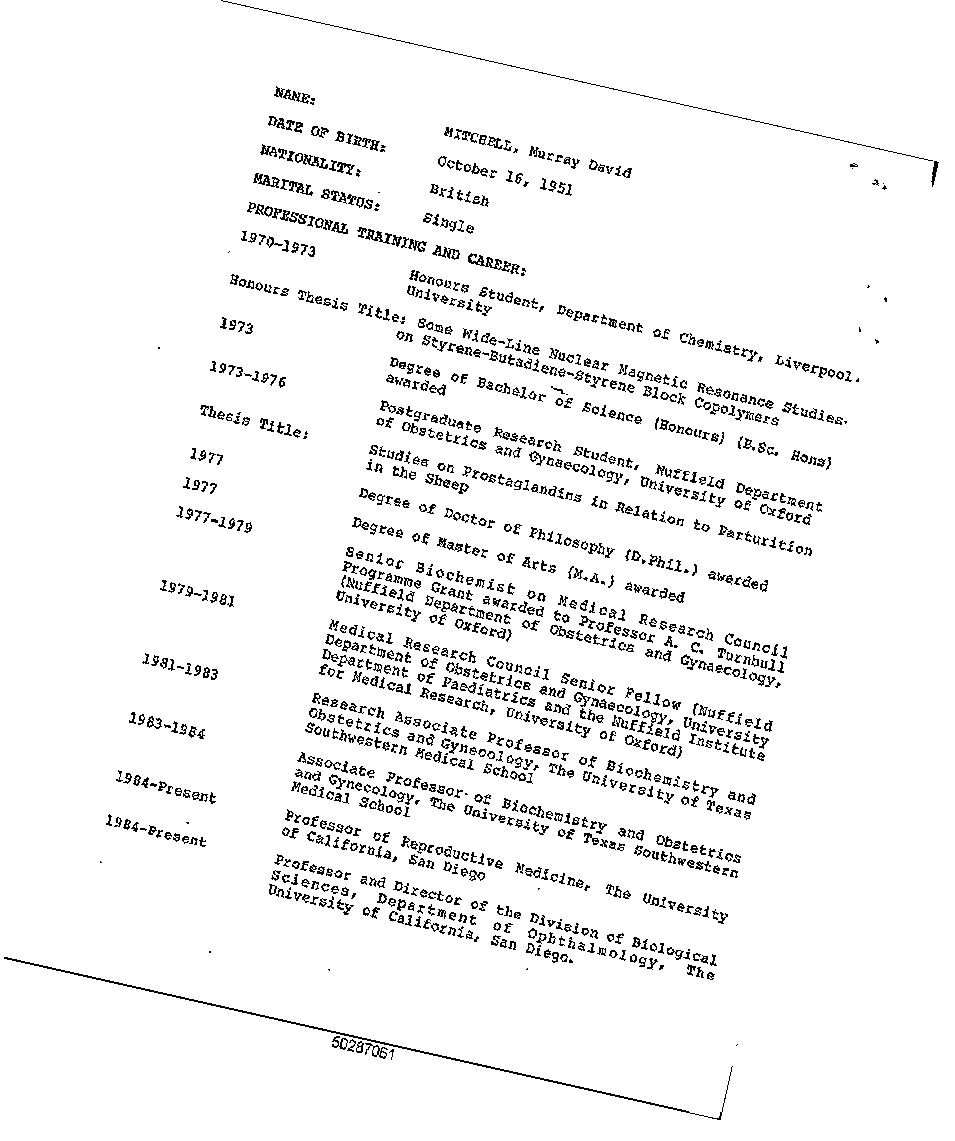 NAME: MITCHELL, Murray David
DATE OF BIRTH: October 16, 1951
NATIONALITY: British
MARITAL STATUS: Single
PROFESSIONAL TRAINING AND CAREER:
1970-1973 Honours Student, Department of Chemistry, Liverpool
University
Honours Thesis Title: Some Wide-Line Nuclear Magnetic Resonance Studies
on Styrene-Butadiene-Styrene Block Copolymers
1973 Degree of Bachelor of Science (Honours) (B.Sc. Hons)
awarded
1973-1976 Postgraduate Research Student, Nuffield Department
of Obstetrics and Gynaecology, University of Oxford
Thesis Title: Studies on Prostaglandins in Relation to Parturition
in the Sheep
1977 Degree of Doctor of Philosophy (D.Phil.) awarded
1977 Degree of Master of Arts (M.A.) awarded
1977-1979 Senior Biochemist on Medical Research Council
Programme Grant awarded to Professor A. C. Turnbull
(Nuffield Department of Obstetrics and Gynaecology,
University of Oxford)
1979-1981 Medical Research Council Senior Fellow (Nuffield
Department of Obstetrics and Gynaecology, University
Department of Paediatrics and the Nuffield Institute
for Medical Research, University of Oxford)
1981-1983 Research Associate Professor of Biochemistry and
Obstetrics and Gynecology, The University of Texas
Southwestern Medical School
1983-1984 Associate Professor of Biochemistry and Obstetrics
and Gynecology, The University of Texas Southwestern
Medical School
1984-Present Professor of Reproductive Medicine, The University
of California, San Diego
1984-Present Professor and Director of the Division of Biological
Sciences, Department of Ophthalmology, The
University of California, San Diego.
50287061